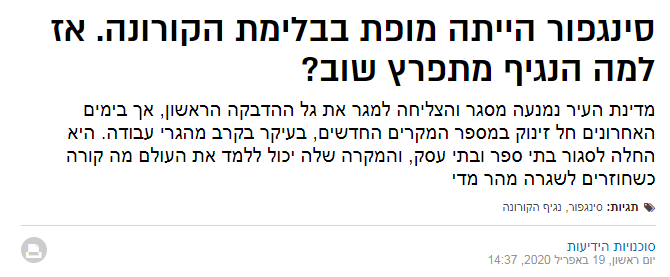 סינגפור הייתה מופת בבלימת הקורונה. אז
למה הנגיף מתפרץ שוב?
מדינת העיר נמנעה מסגר והצליחה למגר את גל ההדבקה הראשון, אך בימים
האחרונים חל זינוק במספר המקרים החדשים, בעיקר בקרב מהגרי עבודה. היא
החלה לסגור בתי ספר ובתי עסק, והמקרה שלה יכול ללמד את העולם מה קורה
כשחוזרים לשגרה מהר מדי
תגיות: סינגפור, נגיף הקורונה
סוכנויות הידיעות
יום ראשון, 19 באפריל 2020, 14:37